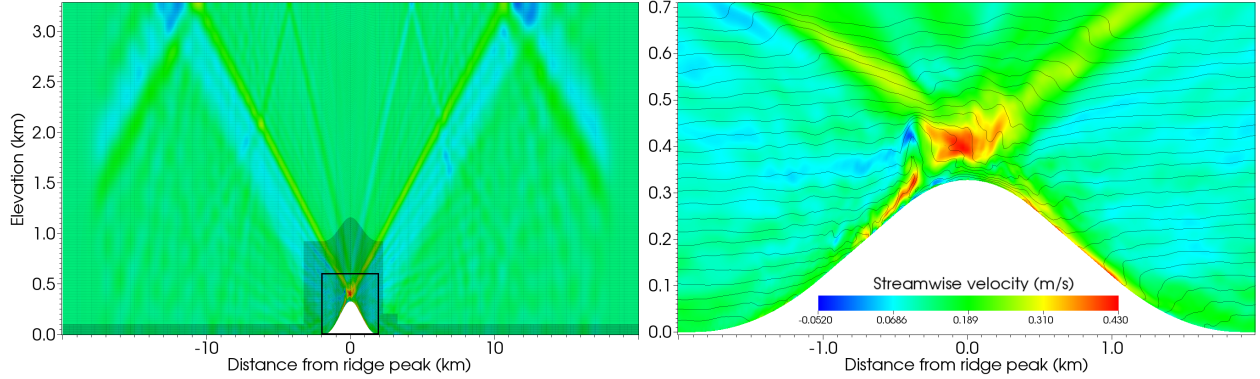 Elevation (km)
3.0
2.5
2.0
1.5
1.0
0.5
0.0
-10 0 10
Distance from ridge peak (km)
0.7
0.6
0.5
0.4
0.3
0.2
0.1
0.0
Streamwise velocity (m/s)
-0.0520 0.0686 0.189 0.310 0.430
-1.0 0.0 1.0
Distance from ridge peak (km)